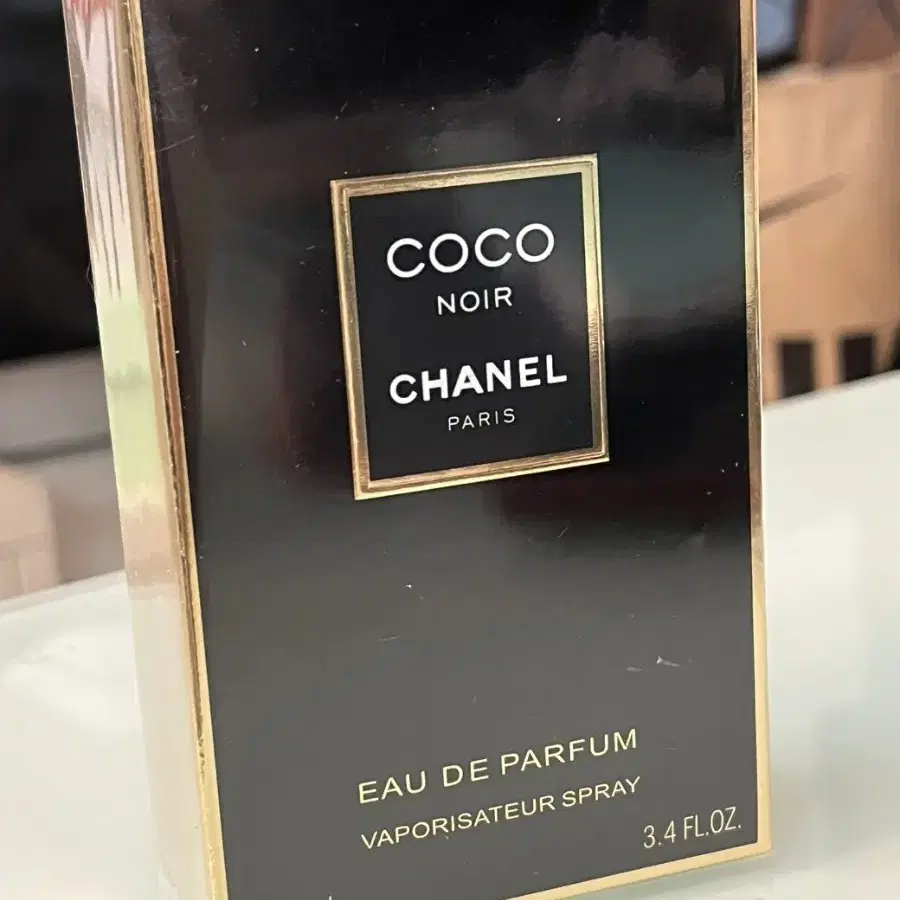 COCO
NOIR
CHANEL
PARIS
EAU DE PARFUM
VAPORISATEUR SPRAY
3.4 FL.OZ.